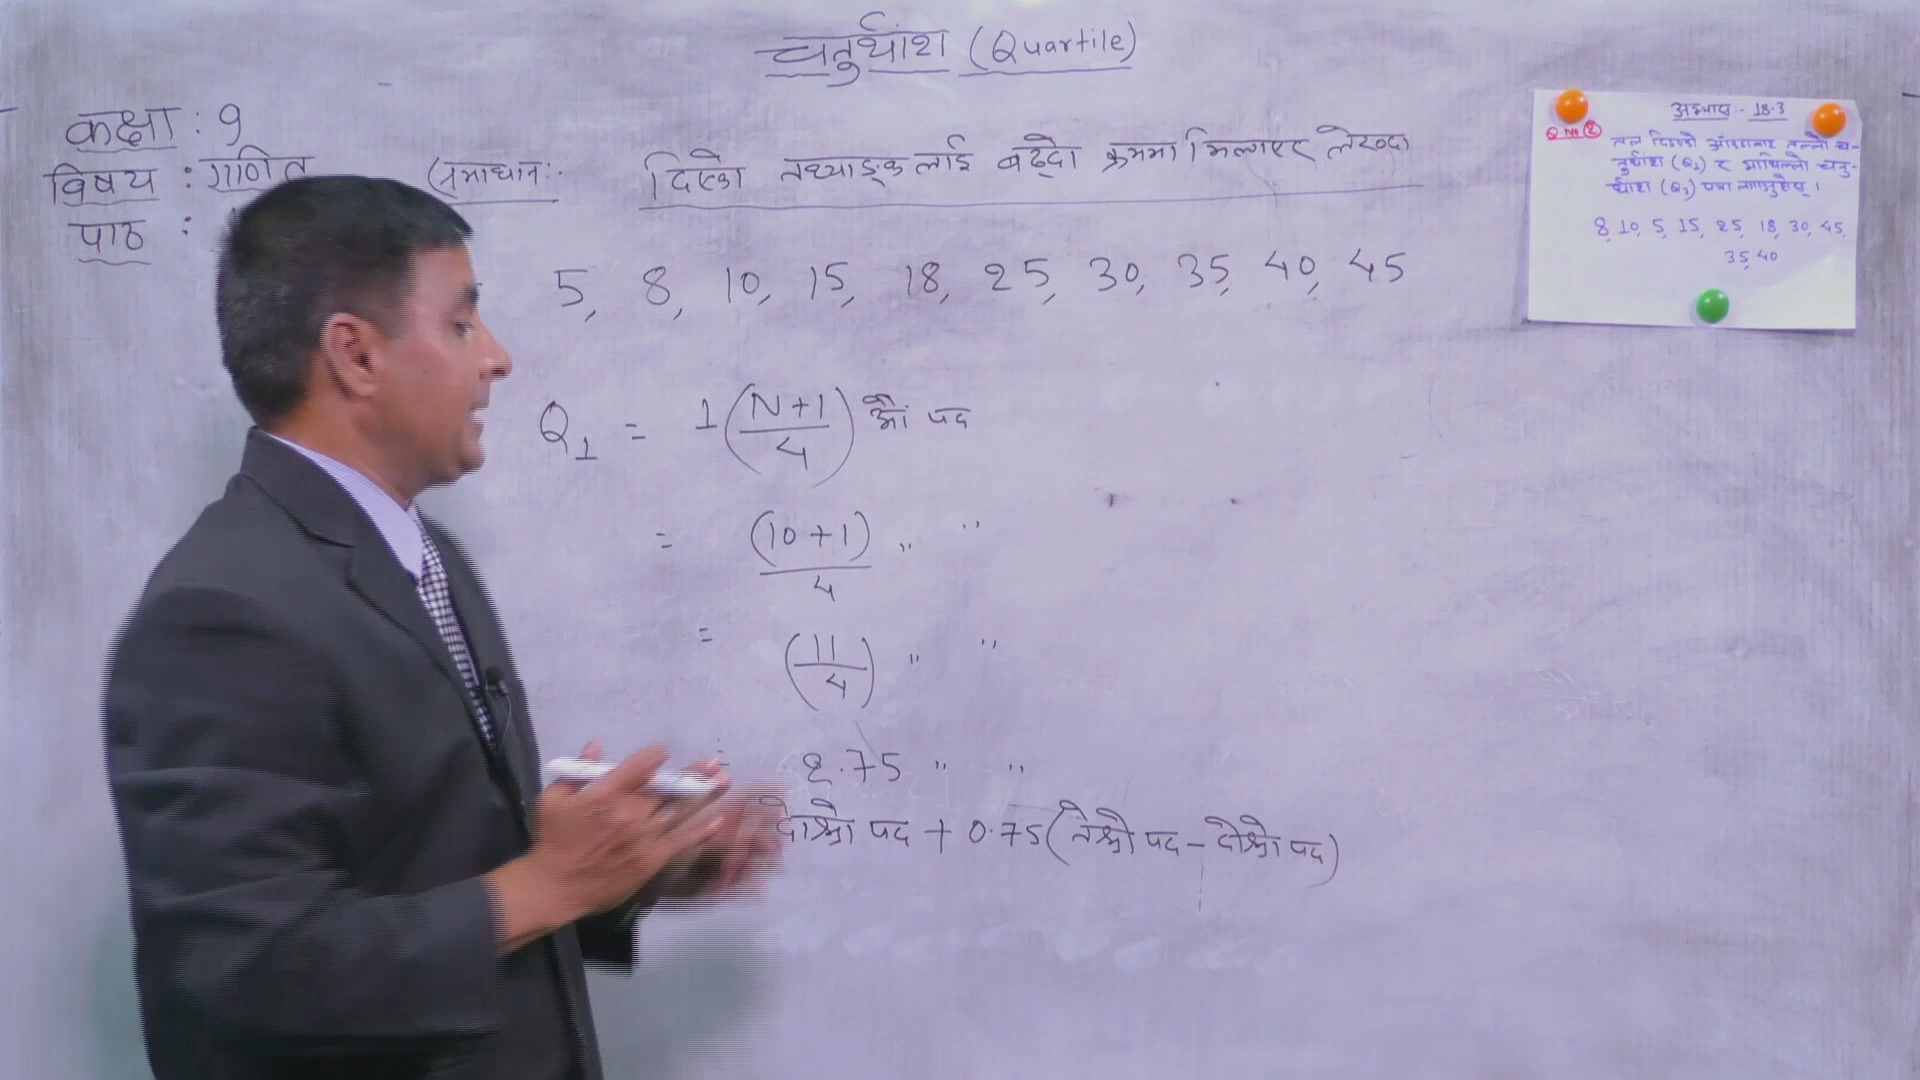 चतुर्थांश (Quartile)
कक्षा : 9
विषय : गणित
पाठ :
समाधानः- दिएको तथ्याङ्कलाई बढ्दो क्रममा मिलाएर लेख्दा
5, 8, 10, 15, 18, 25, 30, 35, 40, 45
Q1 = 1(N+1/4) औं पद
= (10+1)/4 " "
= (11/4) " "
= 2.75 " "
दोश्रो पद + 0.75(तेश्रो पद - दोश्रो पद)
अभ्यास:- 18.3
Q.No (2)
तल दिइएको आँकडाबाट तल्लो च-
तुर्थांश (Q1) र माथिल्लो चतु-
र्थांश (Q3) पत्ता लगाउनुहोस् ।
8, 10, 5, 15, 25, 18, 30, 45,
35, 40